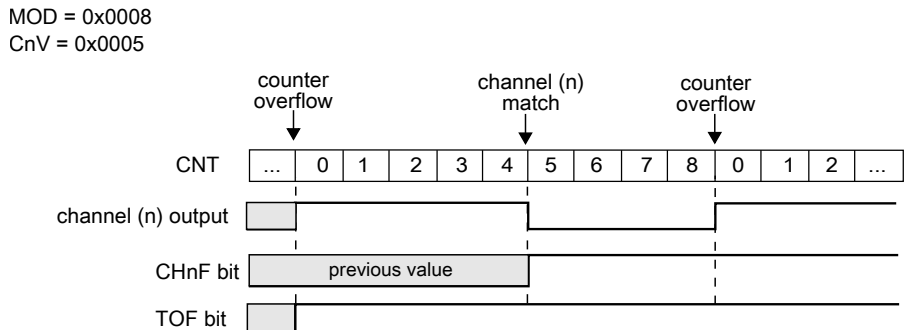 MOD = 0x0008
CnV = 0x0005
counter overflow
channel (n) match
counter overflow
CNT ... 0 1 2 3 4 5 6 7 8 0 1 2 ...
channel (n) output
CHnF bit previous value
TOF bit